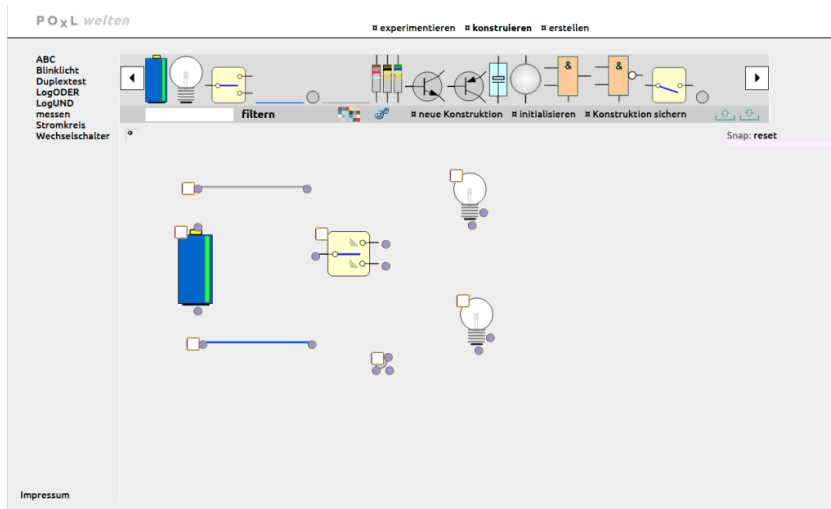 POXL welten
¤ experimentieren ¤ konstruieren ¤ erstellen
ABC
Blinklicht
Duplextest
LogODER
LogUND
messen
Stromkreis
Wechselschalter
& &
filtern ¤ neue Konstruktion ¤ initialisieren ¤ Konstruktion sichern
Snap: reset
Impressum